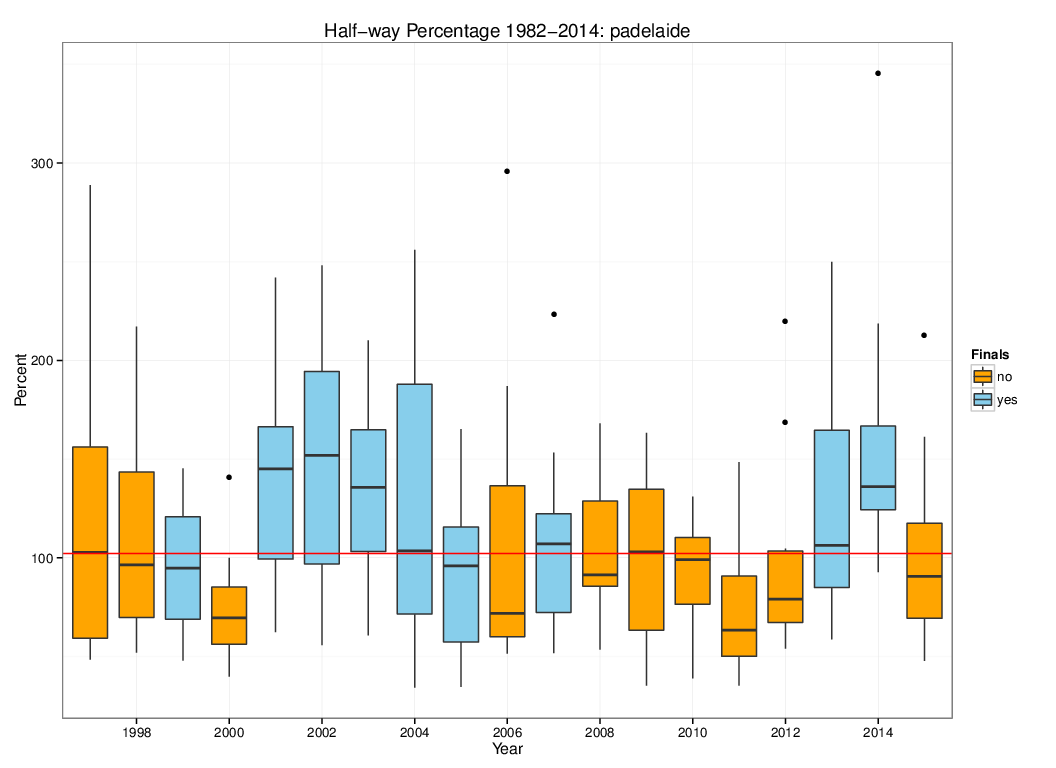 Half−way Percentage 1982−2014: padelaide
300
200
100
Percent
1998 2000 2002 2004 2006 2008 2010 2012 2014
Year
Finals
no
yes